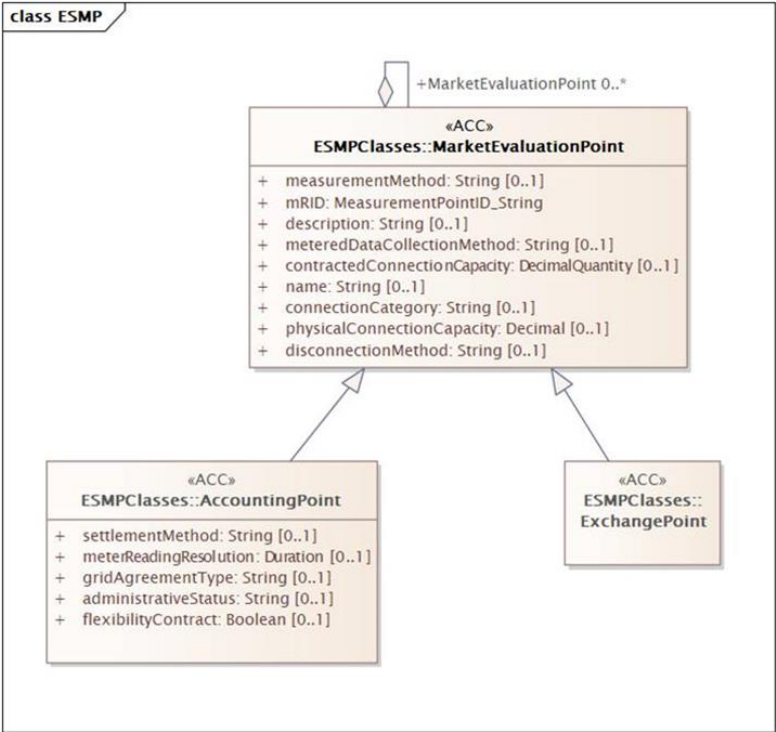 class ESMP
+MarketEvaluationPoint 0..*
«ACC»
ESMPClasses::MarketEvaluationPoint
+ measurementMethod: String [0..1]
+ mRID: MeasurementPointID_String
+ description: String [0..1]
+ meteredDataCollectionMethod: String [0..1]
+ contractedConnectionCapacity: DecimalQuantity [0..1]
+ name: String [0..1]
+ connectionCategory: String [0..1]
+ physicalConnectionCapacity: Decimal [0..1]
+ disconnectionMethod: String [0..1]
«ACC»
ESMPClasses::AccountingPoint
+ settlementMethod: String [0..1]
+ meterReadingResolution: Duration [0..1]
+ gridAgreementType: String [0..1]
+ administrativeStatus: String [0..1]
+ flexibilityContract: Boolean [0..1]
«ACC»
ESMPClasses::
ExchangePoint